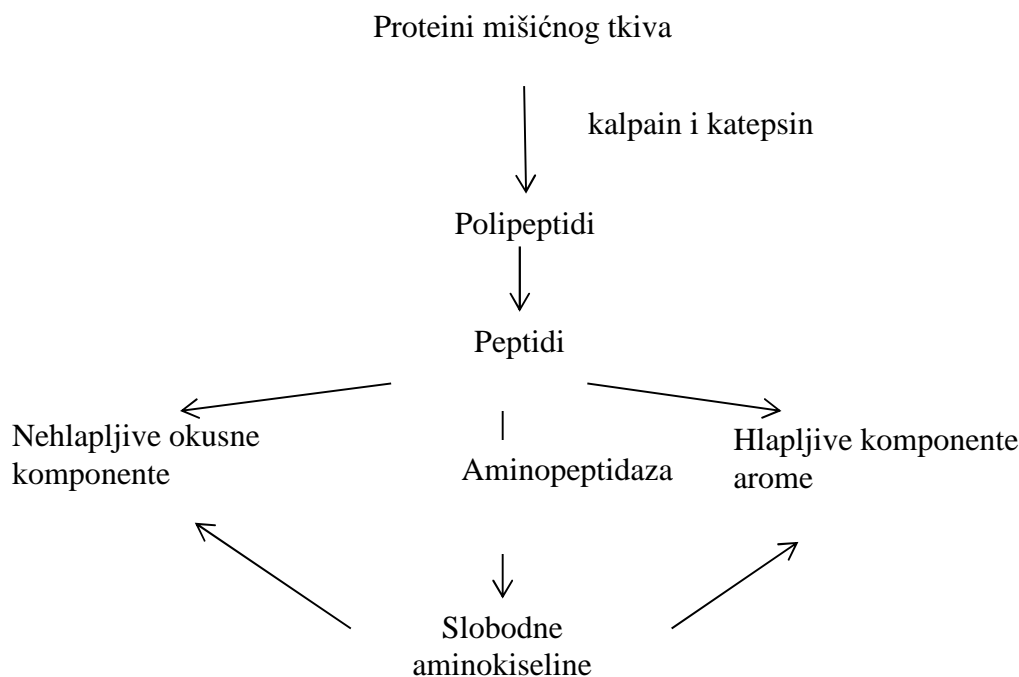 Proteini mišićnog tkiva
kalpain i katepsin
Polipeptidi
Peptidi
Nehlapljive okusne
komponente
Aminopeptidaza
Hlapljive komponente
arome
Slobodne
aminokiseline